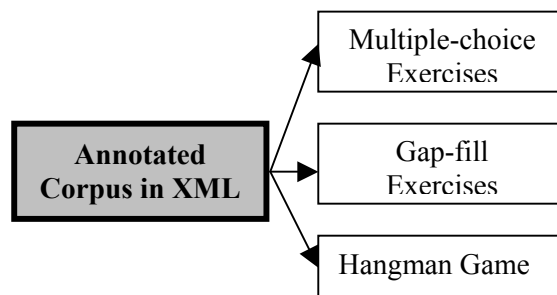 Multiple-choice
Exercises
Annotated
Corpus in XML
Gap-fill
Exercises
Hangman Game